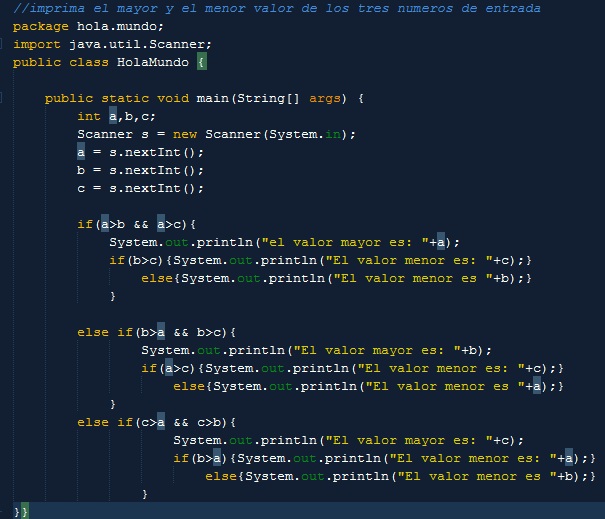 //imprima el mayor y el menor valor de los tres numeros de entrada
package hola.mundo;
import java.util.Scanner;
public class HolaMundo {
public static void main(String[] args) {
int a,b,c;
Scanner s = new Scanner(System.in);
a = s.nextInt();
b = s.nextInt();
c = s.nextInt();
if(a>b && a>c){
System.out.println("el valor mayor es: "+a);
if(b>c){System.out.println("El valor menor es: "+c);}
else{System.out.println("El valor menor es "+b);}
}
else if(b>a && b>c){
System.out.println("El valor mayor es: "+b);
if(a>c){System.out.println("El valor menor es: "+c);}
else{System.out.println("El valor menor es "+a);}
}
else if(c>a && c>b){
System.out.println("El valor mayor es: "+c);
if(b>a){System.out.println("El valor menor es: "+a);}
else{System.out.println("El valor menor es "+b);}
}
}}